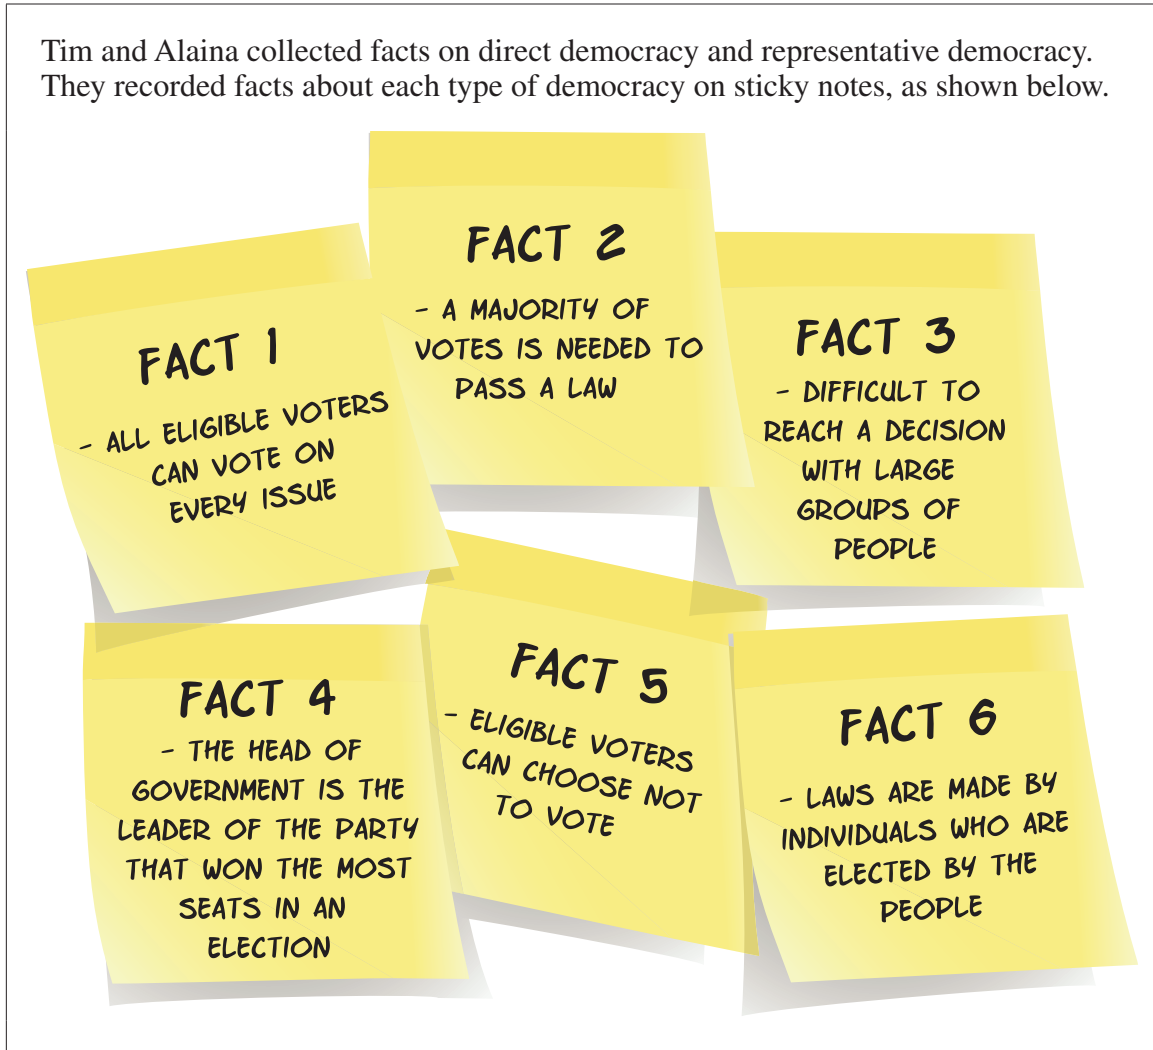 Tim and Alaina collected facts on direct democracy and representative democracy.
They recorded facts about each type of democracy on sticky notes, as shown below.
FACT 1
- ALL ELIGIBLE VOTERS
CAN VOTE ON
EVERY ISSUE
FACT 2
- A MAJORITY OF
VOTES IS NEEDED TO
PASS A LAW
FACT 3
- DIFFICULT TO
REACH A DECISION
WITH LARGE
GROUPS OF
PEOPLE
FACT 4
- THE HEAD OF
GOVERNMENT IS THE
LEADER OF THE PARTY
THAT WON THE MOST
SEATS IN AN
ELECTION
FACT 5
- ELIGIBLE VOTERS
CAN CHOOSE NOT
TO VOTE
FACT 6
- LAWS ARE MADE BY
INDIVIDUALS WHO ARE
ELECTED BY THE
PEOPLE